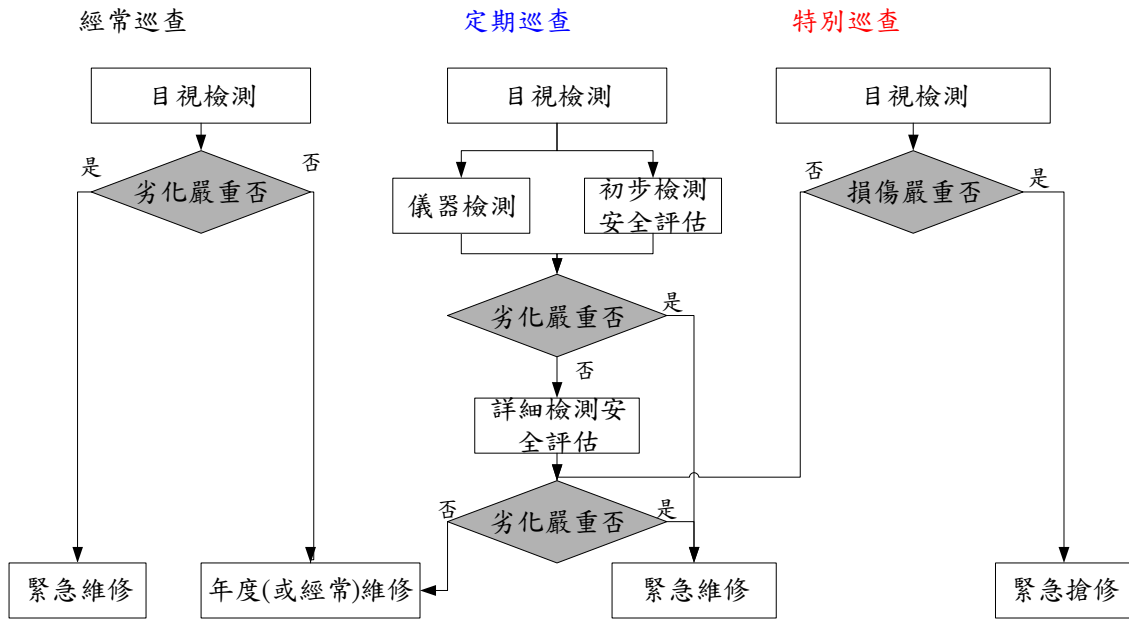 經常巡查
定期巡查
特別巡查
目視檢測
目視檢測
目視檢測
是
否
劣化嚴重否
儀器檢測
初步檢測
安全評估
否
是
損傷嚴重否
劣化嚴重否
是
否
詳細檢測安
全評估
否
劣化嚴重否
是
緊急維修
年度(或經常)維修
緊急維修
緊急搶修